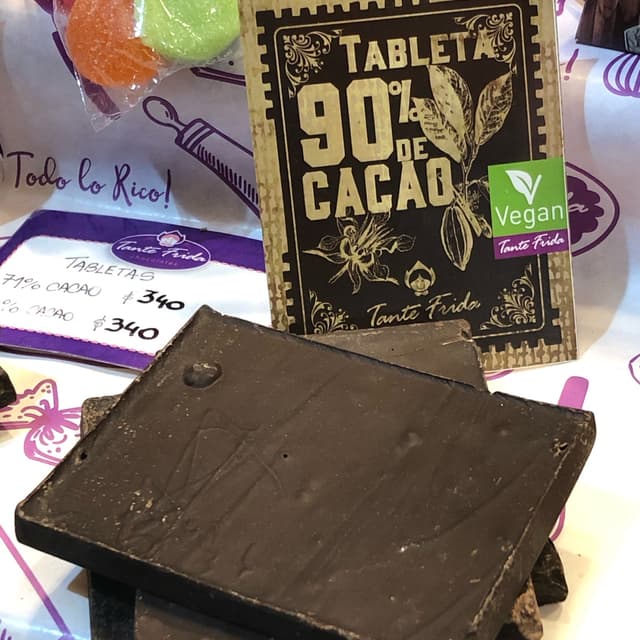 TABLETA
90%
DE
CACAO
Vegan
Tante Frida
Tante Frida
Todo lo Rico!
Tante Frida
chocolates
TABLETAS
71% CACAO $340
% CACAO $340